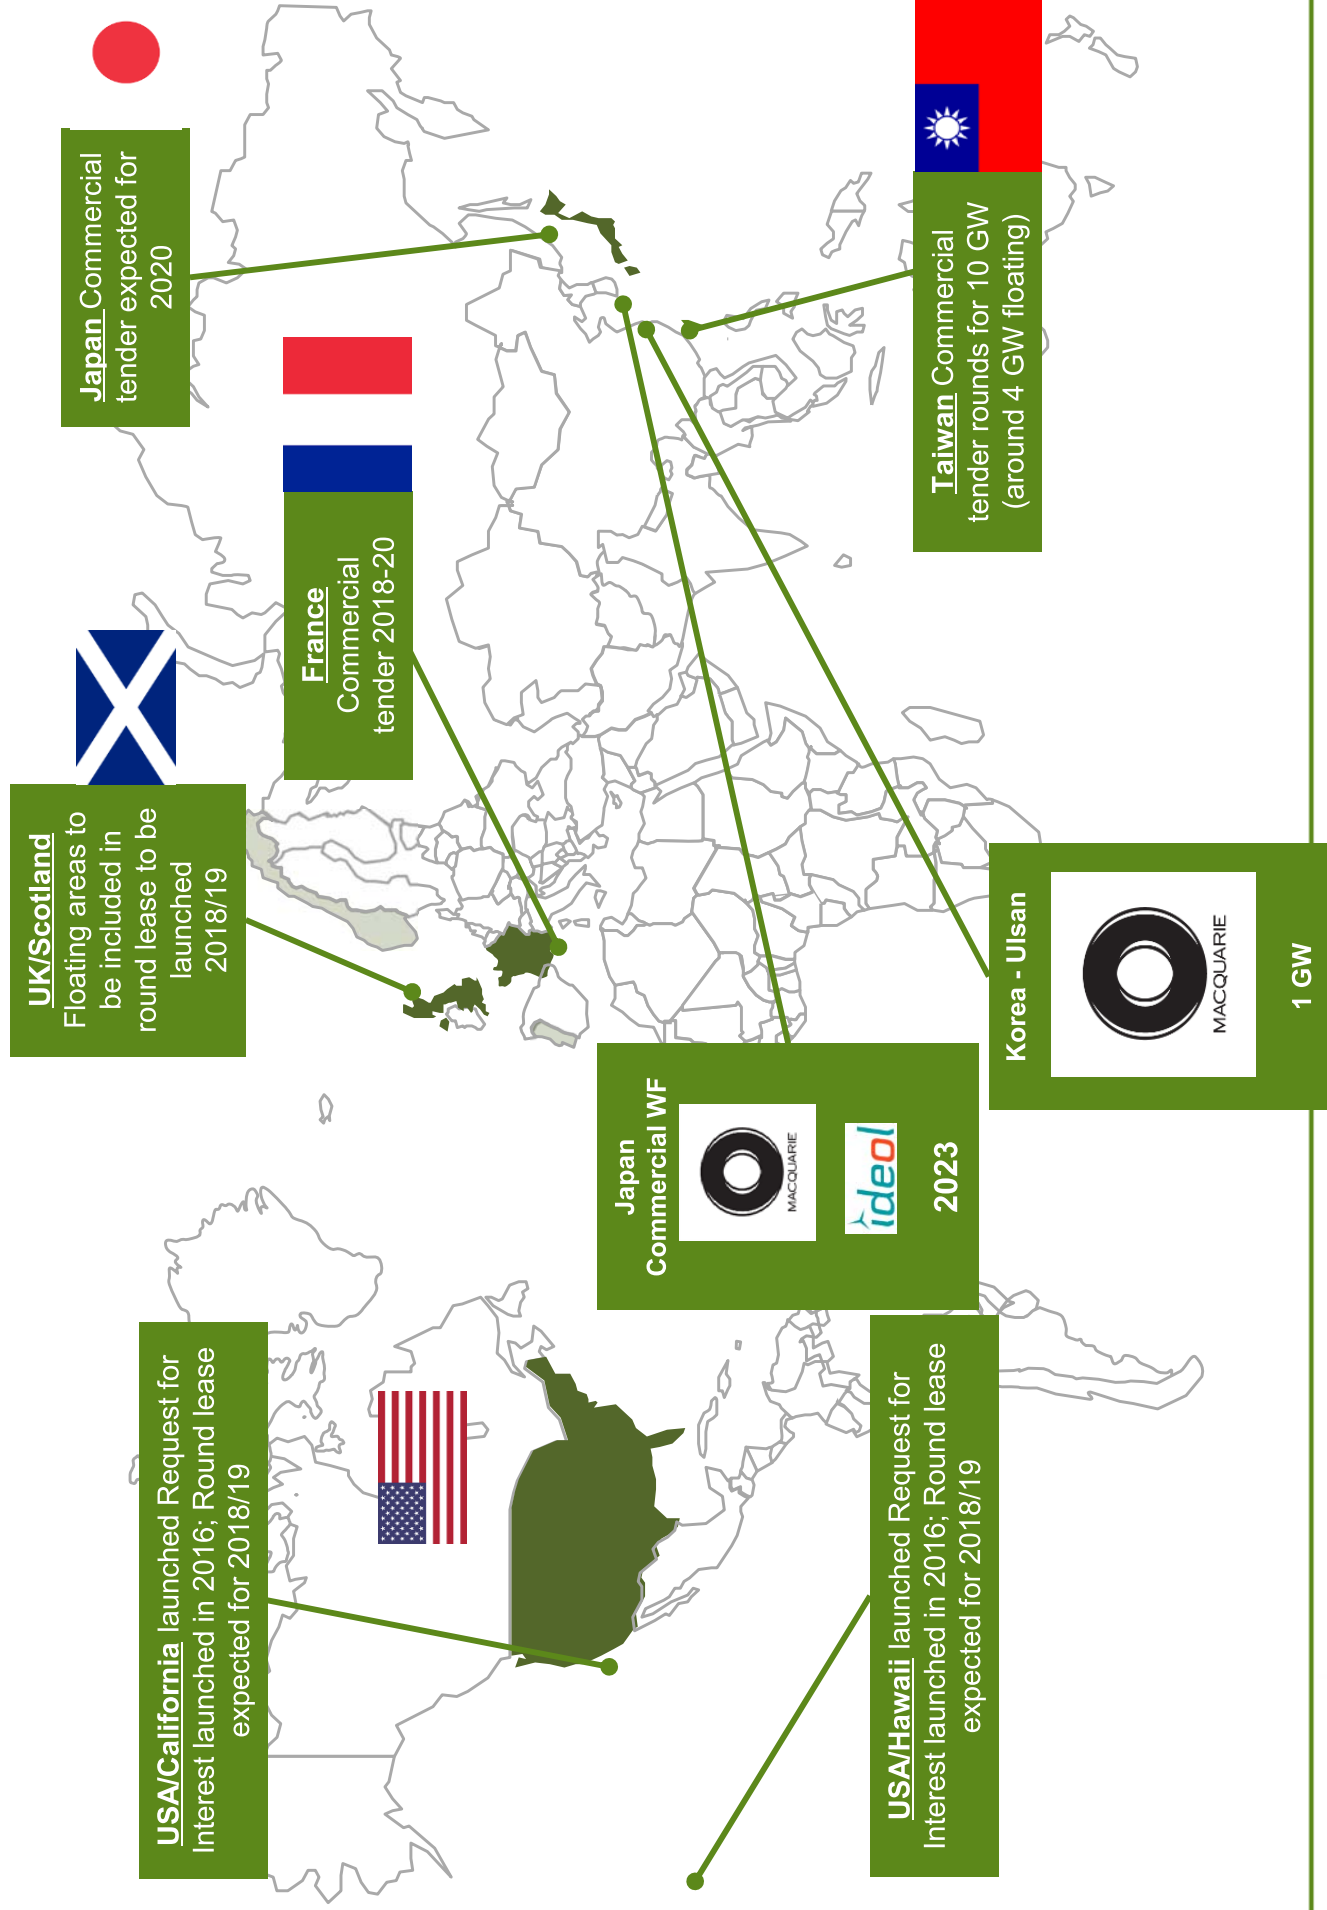 UK/Scotland
Floating areas to
be included in
round lease to be
launched
2018/19
Japan Commercial
tender expected for
2020
USA/California launched Request for
Interest launched in 2016; Round lease
expected for 2018/19
France
Commercial
tender 2018-20
Japan
Commercial WF
MACQUARIE
ideol
2023
USA/Hawaii launched Request for
Interest launched in 2016; Round lease
expected for 2018/19
Taiwan Commercial
tender rounds for 10 GW
(around 4 GW floating)
Korea - Ulsan
MACQUARIE
1 GW